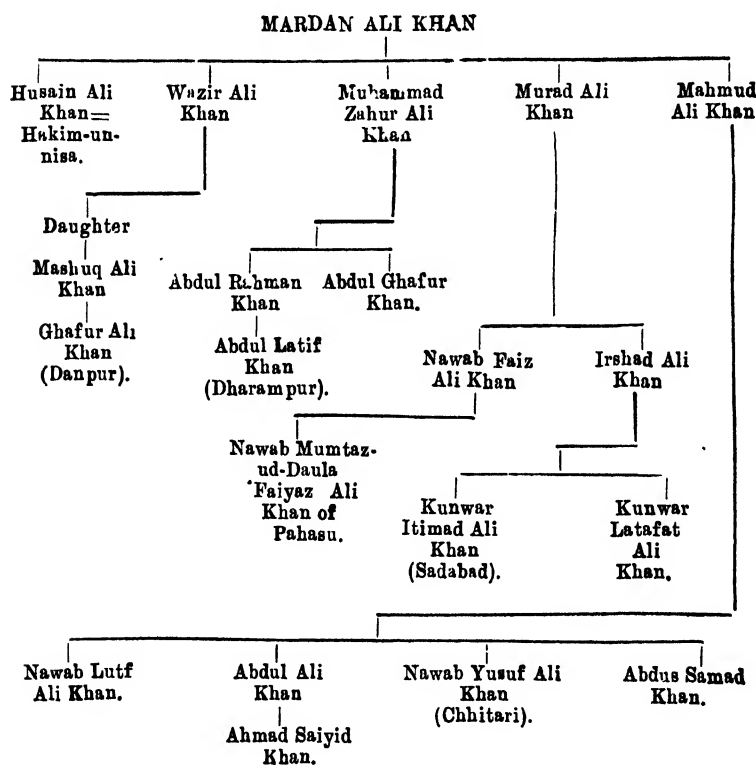 MARDAN ALI KHAN
Husain Ali
Khan=
Hakim-un-
nisa.
Wazir Ali
Khan
Muhammad
Zahur Ali
Khan
Murad Ali
Khan
Mahmud
Ali Khan
Daughter
Mashuq Ali
Khan
Ghafur Ali
Khan
(Danpur).
Abdul Rahman
Khan
Abdul Ghafur
Khan.
Abdul Latif
Khan
(Dharampur).
Nawab Faiz
Ali Khan
Irshad Ali
Khan
Nawab Mumtaz-
ud-Daula
Faiyaz Ali
Khan of
Pahasu.
Kunwar
Itimad Ali
Khan
(Sadabad).
Kunwar
Latafat
Ali
Khan.
Nawab Lutf
Ali Khan.
Abdul Ali
Khan
Ahmad Saiyid
Khan.
Nawab Yusuf Ali
Khan
(Chhitari).
Abdus Samad
Khan.